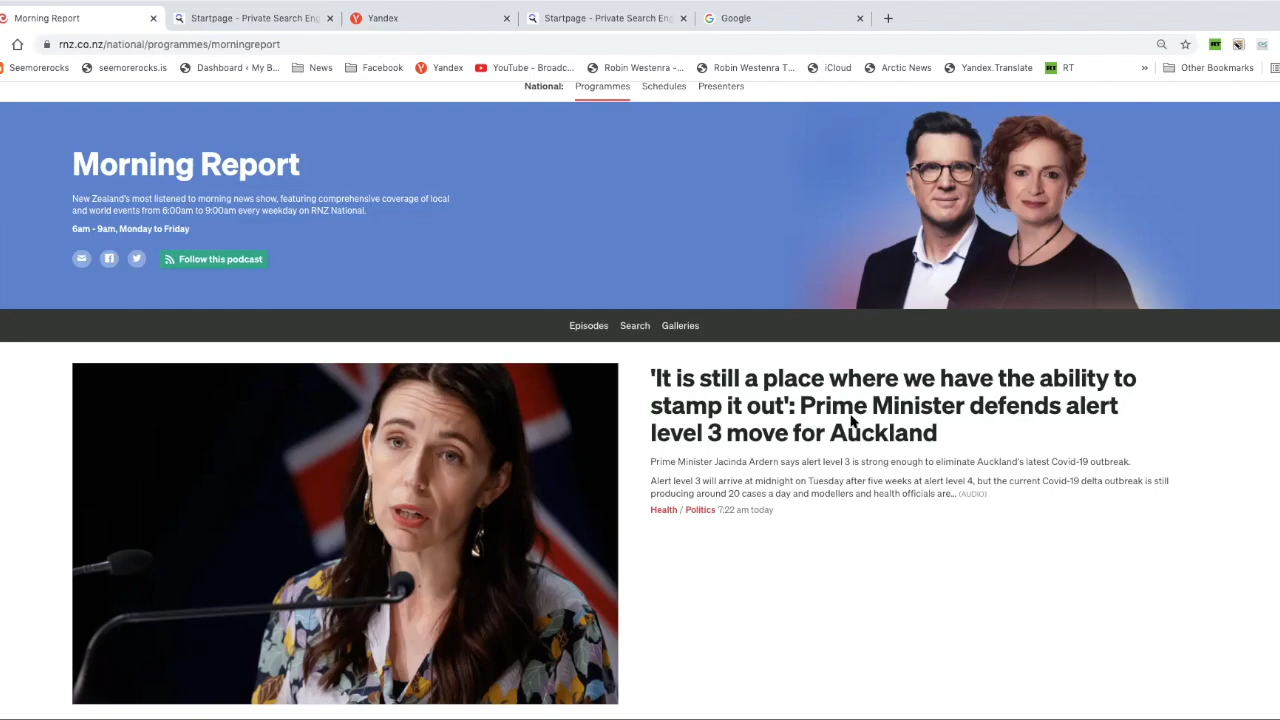 Morning Report
Startpage - Private Search Eng
Yandex
Startpage - Private Search Eng
Google
rnz.co.nz/national/programmes/morningreport
Seemorerocks
seemorerocks.is
Dashboard ‹ My B...
News
Facebook
Yandex
YouTube - Broadc...
Robin Westenra -...
Robin Westenra T...
iCloud
Arctic News
Yandex.Translate
RT
RT
»
Other Bookmarks
National:
Programmes
Schedules
Presenters
Morning Report
New Zealand's most listened to morning news show, featuring comprehensive coverage of local
and world events from 6:00am to 9:00am every weekday on RNZ National.
6am - 9am, Monday to Friday
Follow this podcast
Episodes
Search
Galleries
'It is still a place where we have the ability to
stamp it out': Prime Minister defends alert
level 3 move for Auckland
Prime Minister Jacinda Ardern says alert level 3 is strong enough to eliminate Auckland's latest Covid-19 outbreak.
Alert level 3 will arrive at midnight on Tuesday after five weeks at alert level 4, but the current Covid-19 delta outbreak is still
producing around 20 cases a day and modellers and health officials are... (AUDIO)
Health / Politics 7:22 am today